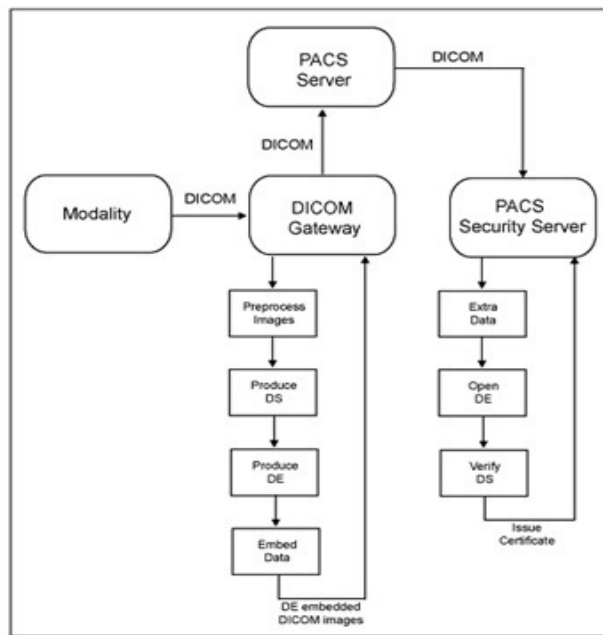 PACS
Server
DICOM
DICOM
Modality
DICOM
DICOM
Gateway
PACS
Security Server
Preprocess
Images
Extra
Data
Produce
DS
Open
DE
Produce
DE
Verify
DS
Embed
Data
Issue
Certificate
DE embedded
DICOM images